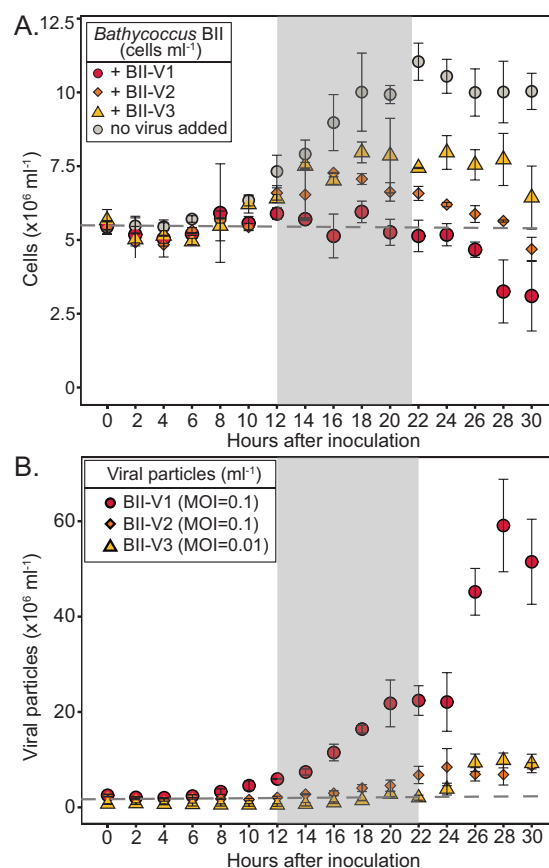 A.
12.5
10.0
7.5
5.0
2.5
0
Cells (x10⁶ ml⁻¹)
Bathycoccus BII
(cells ml⁻¹)
+ BII-V1
+ BII-V2
+ BII-V3
no virus added
0 2 4 6 8 10 12 14 16 18 20 22 24 26 28 30
Hours after inoculation
B.
60
40
20
0
Viral particles (x10⁶ ml⁻¹)
Viral particles (ml⁻¹)
BII-V1 (MOI=0.1)
BII-V2 (MOI=0.1)
BII-V3 (MOI=0.01)
0 2 4 6 8 10 12 14 16 18 20 22 24 26 28 30
Hours after inoculation